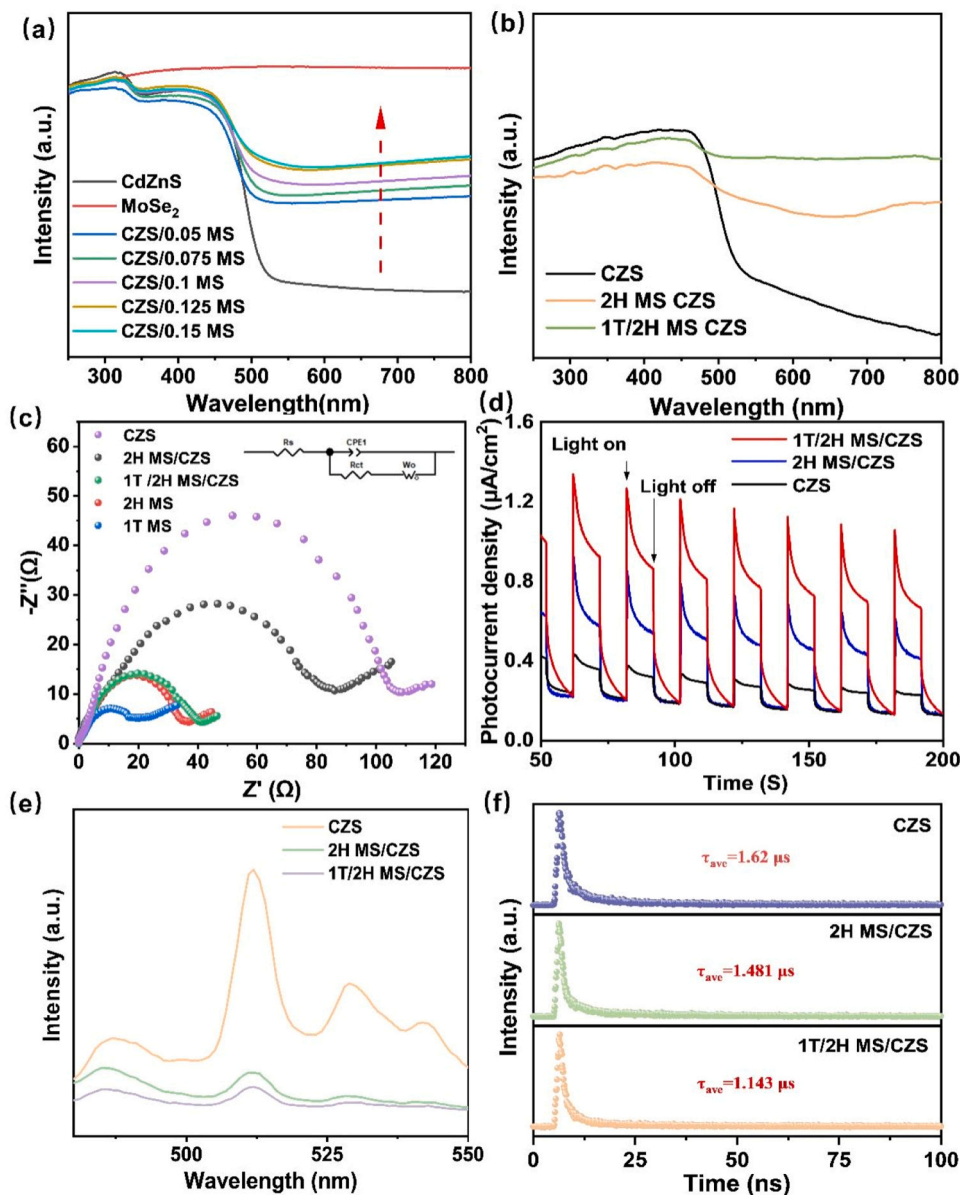 (a)
Intensity (a.u.)
CdZnS
MoSe2
CZS/0.05 MS
CZS/0.075 MS
CZS/0.1 MS
CZS/0.125 MS
CZS/0.15 MS
300 400 500 600 700 800
Wavelength(nm)
(b)
Intensity (a.u.)
CZS
2H MS CZS
1T/2H MS CZS
300 400 500 600 700 800
Wavelength (nm)
(c)
-Z''(Ω)
60
50
40
30
20
10
0
CZS
2H MS/CZS
1T /2H MS/CZS
2H MS
1T MS
Rs CPE1
Rct Wo
0 20 40 60 80 100 120 140
Z' (Ω)
(d)
Photocurrent density (μA/cm2)
1.6
1.2
0.8
0.4
0.0
Light on
Light off
1T/2H MS/CZS
2H MS/CZS
CZS
50 75 100 125 150 175 200
Time (S)
(e)
Intensity (a.u.)
CZS
2H MS/CZS
1T/2H MS/CZS
500 525 550
Wavelength (nm)
(f)
Intensity (a.u.)
CZS
τave=1.62 μs
2H MS/CZS
τave=1.481 μs
1T/2H MS/CZS
τave=1.143 μs
0 25 50 75 100
Time (ns)